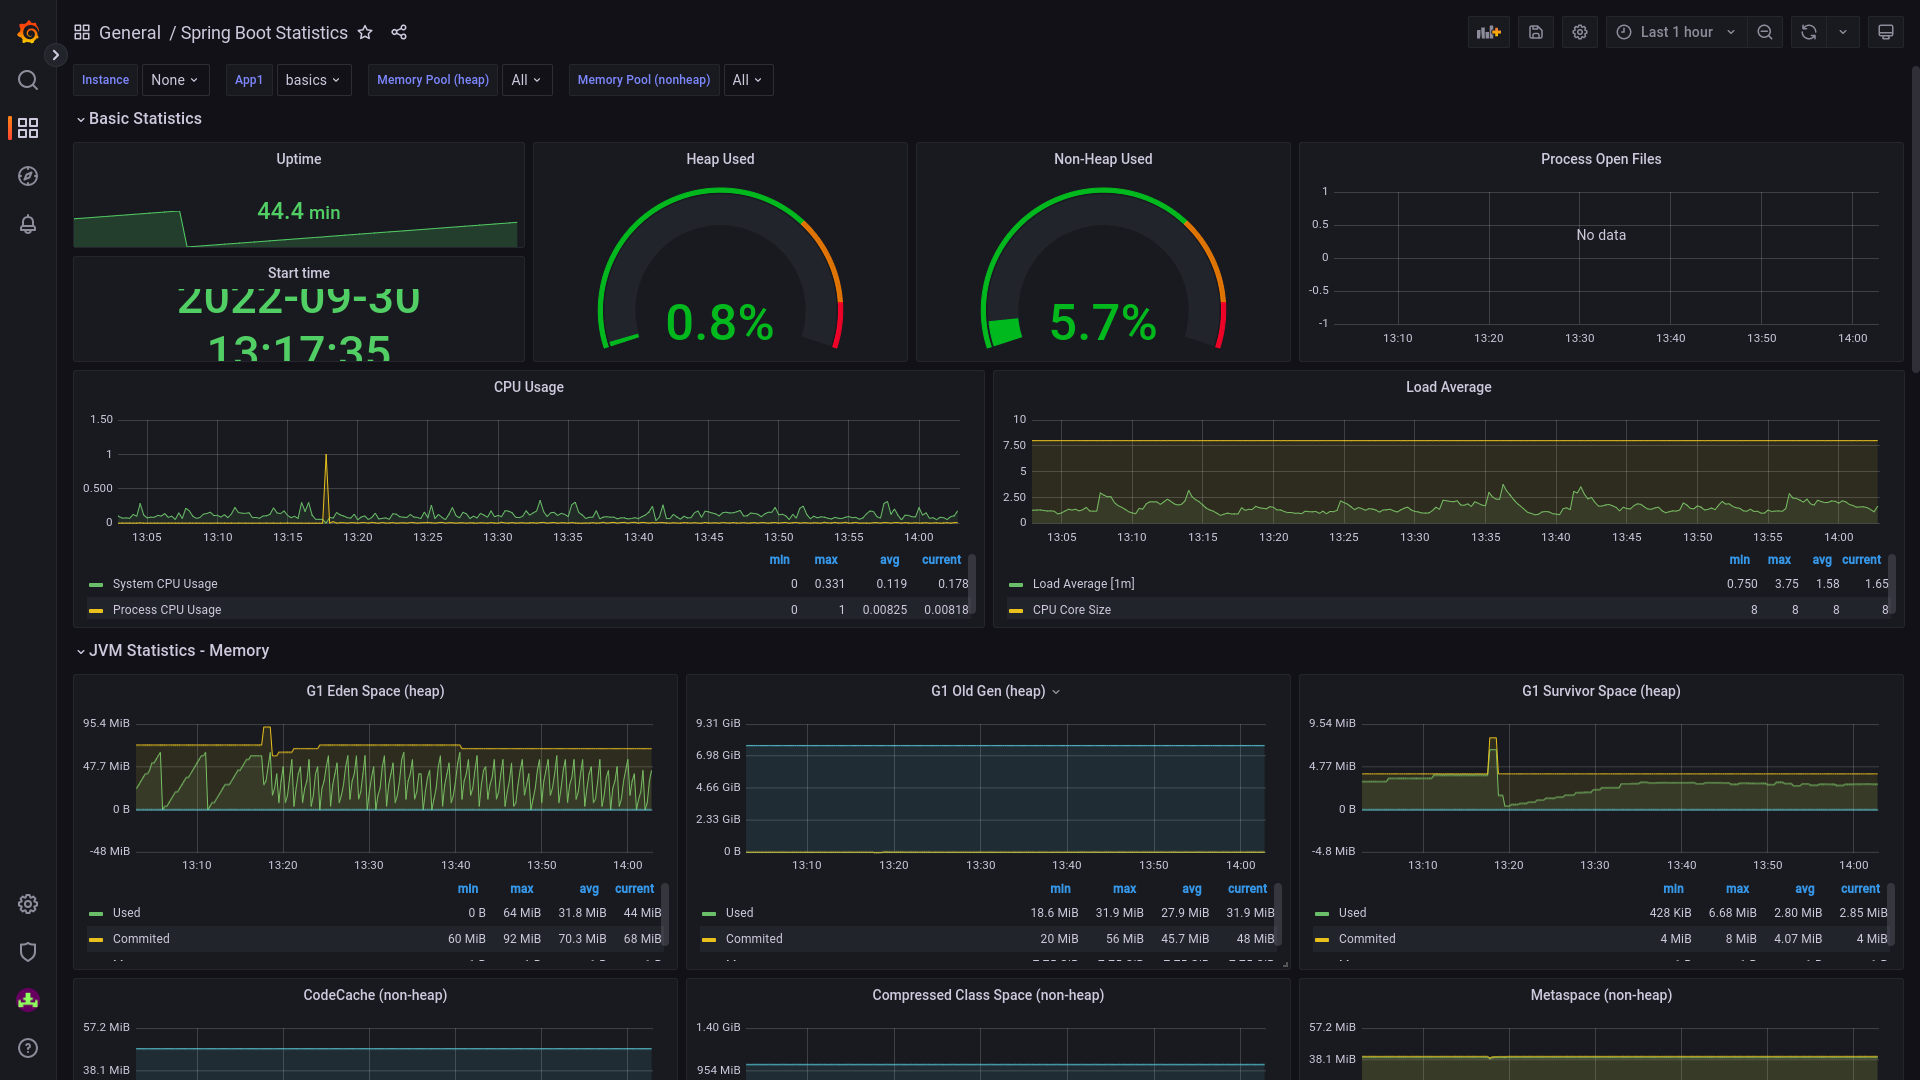 General / Spring Boot Statistics
Last 1 hour
Instance None App1 basics Memory Pool (heap) All Memory Pool (nonheap) All
Basic Statistics
Uptime
44.4 min
Start time
2022-09-30
13:17:35
Heap Used
0.8%
Non-Heap Used
5.7%
Process Open Files
1
0.5
0
-0.5
-1
No data
13:10 13:20 13:30 13:40 13:50 14:00
CPU Usage
1.50
1
0.500
0
13:05 13:10 13:15 13:20 13:25 13:30 13:35 13:40 13:45 13:50 13:55 14:00
min max avg current
System CPU Usage 0 0.331 0.119 0.178
Process CPU Usage 0 1 0.00825 0.00818
Load Average
10
7.50
5
2.50
0
13:05 13:10 13:15 13:20 13:25 13:30 13:35 13:40 13:45 13:50 13:55 14:00
min max avg current
Load Average [1m] 0.750 3.75 1.58 1.65
CPU Core Size 8 8 8 8
JVM Statistics - Memory
G1 Eden Space (heap)
95.4 MiB
47.7 MiB
0 B
-48 MiB
13:10 13:20 13:30 13:40 13:50 14:00
min max avg current
Used 0 B 64 MiB 31.8 MiB 44 MiB
Commited 60 MiB 92 MiB 70.3 MiB 68 MiB
G1 Old Gen (heap)
9.31 GiB
6.98 GiB
4.66 GiB
2.33 GiB
0 B
13:10 13:20 13:30 13:40 13:50 14:00
min max avg current
Used 18.6 MiB 31.9 MiB 27.9 MiB 31.9 MiB
Commited 20 MiB 56 MiB 45.7 MiB 48 MiB
G1 Survivor Space (heap)
9.54 MiB
4.77 MiB
0 B
-4.8 MiB
13:10 13:20 13:30 13:40 13:50 14:00
min max avg current
Used 428 KiB 6.68 MiB 2.80 MiB 2.85 MiB
Commited 4 MiB 8 MiB 4.07 MiB 4 MiB
CodeCache (non-heap)
57.2 MiB
38.1 MiB
Compressed Class Space (non-heap)
1.40 GiB
954 MiB
Metaspace (non-heap)
57.2 MiB
38.1 MiB